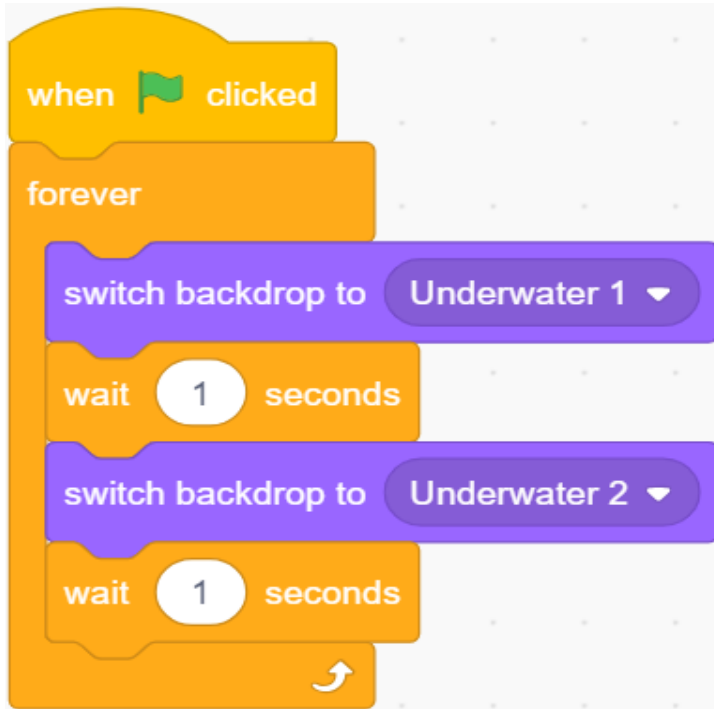 when clicked
forever
switch backdrop to Underwater 1
wait 1 seconds
switch backdrop to Underwater 2
wait 1 seconds